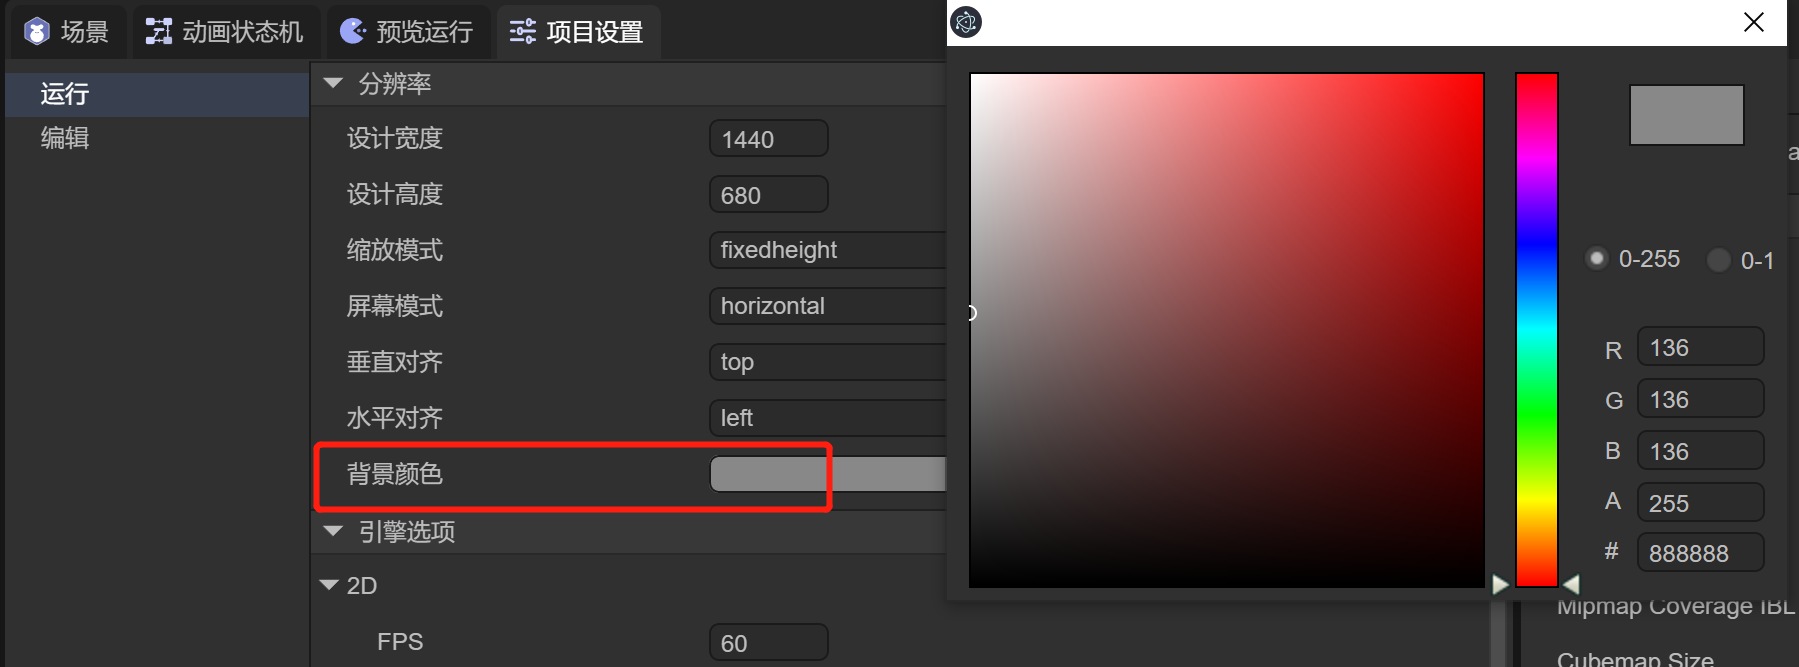 场景 动画状态机 预览运行 项目设置
运行
编辑
分辨率
设计宽度 1440
设计高度 680
缩放模式 fixedheight
屏幕模式 horizontal
垂直对齐 top
水平对齐 left
背景颜色
引擎选项
2D
FPS 60
0-255 0-1
R 136
G 136
B 136
A 255
# 888888
a
Mipmap Coverage IBL
Cubemap Size